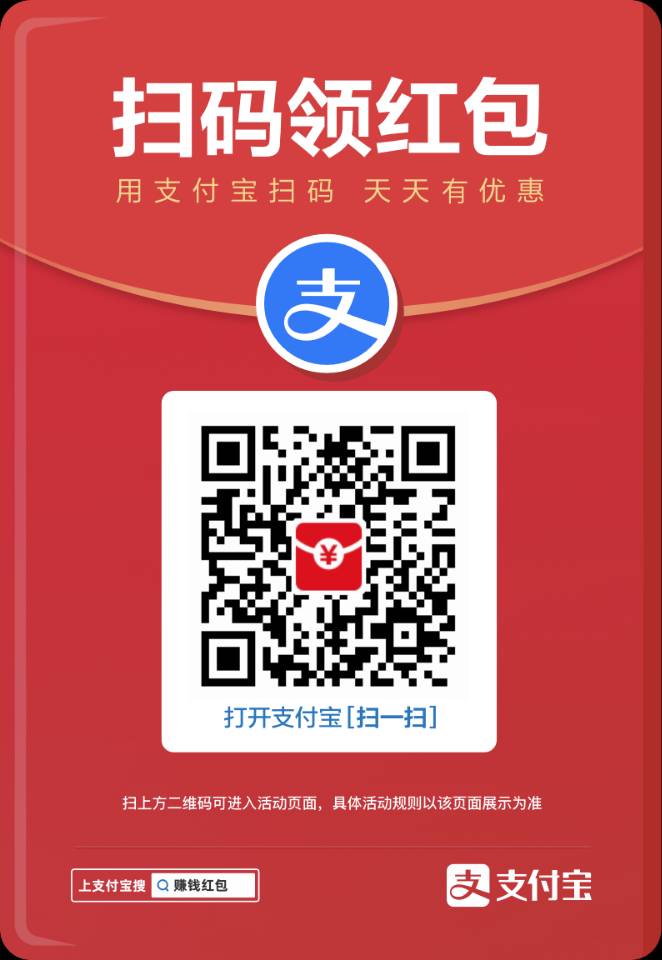 扫码领红包
用支付宝扫码 天天有优惠
支
¥
打开支付宝[扫一扫]
扫上方二维码可进入活动页面，具体活动规则以该页面展示为准
上支付宝搜 赚钱红包
支 支付宝